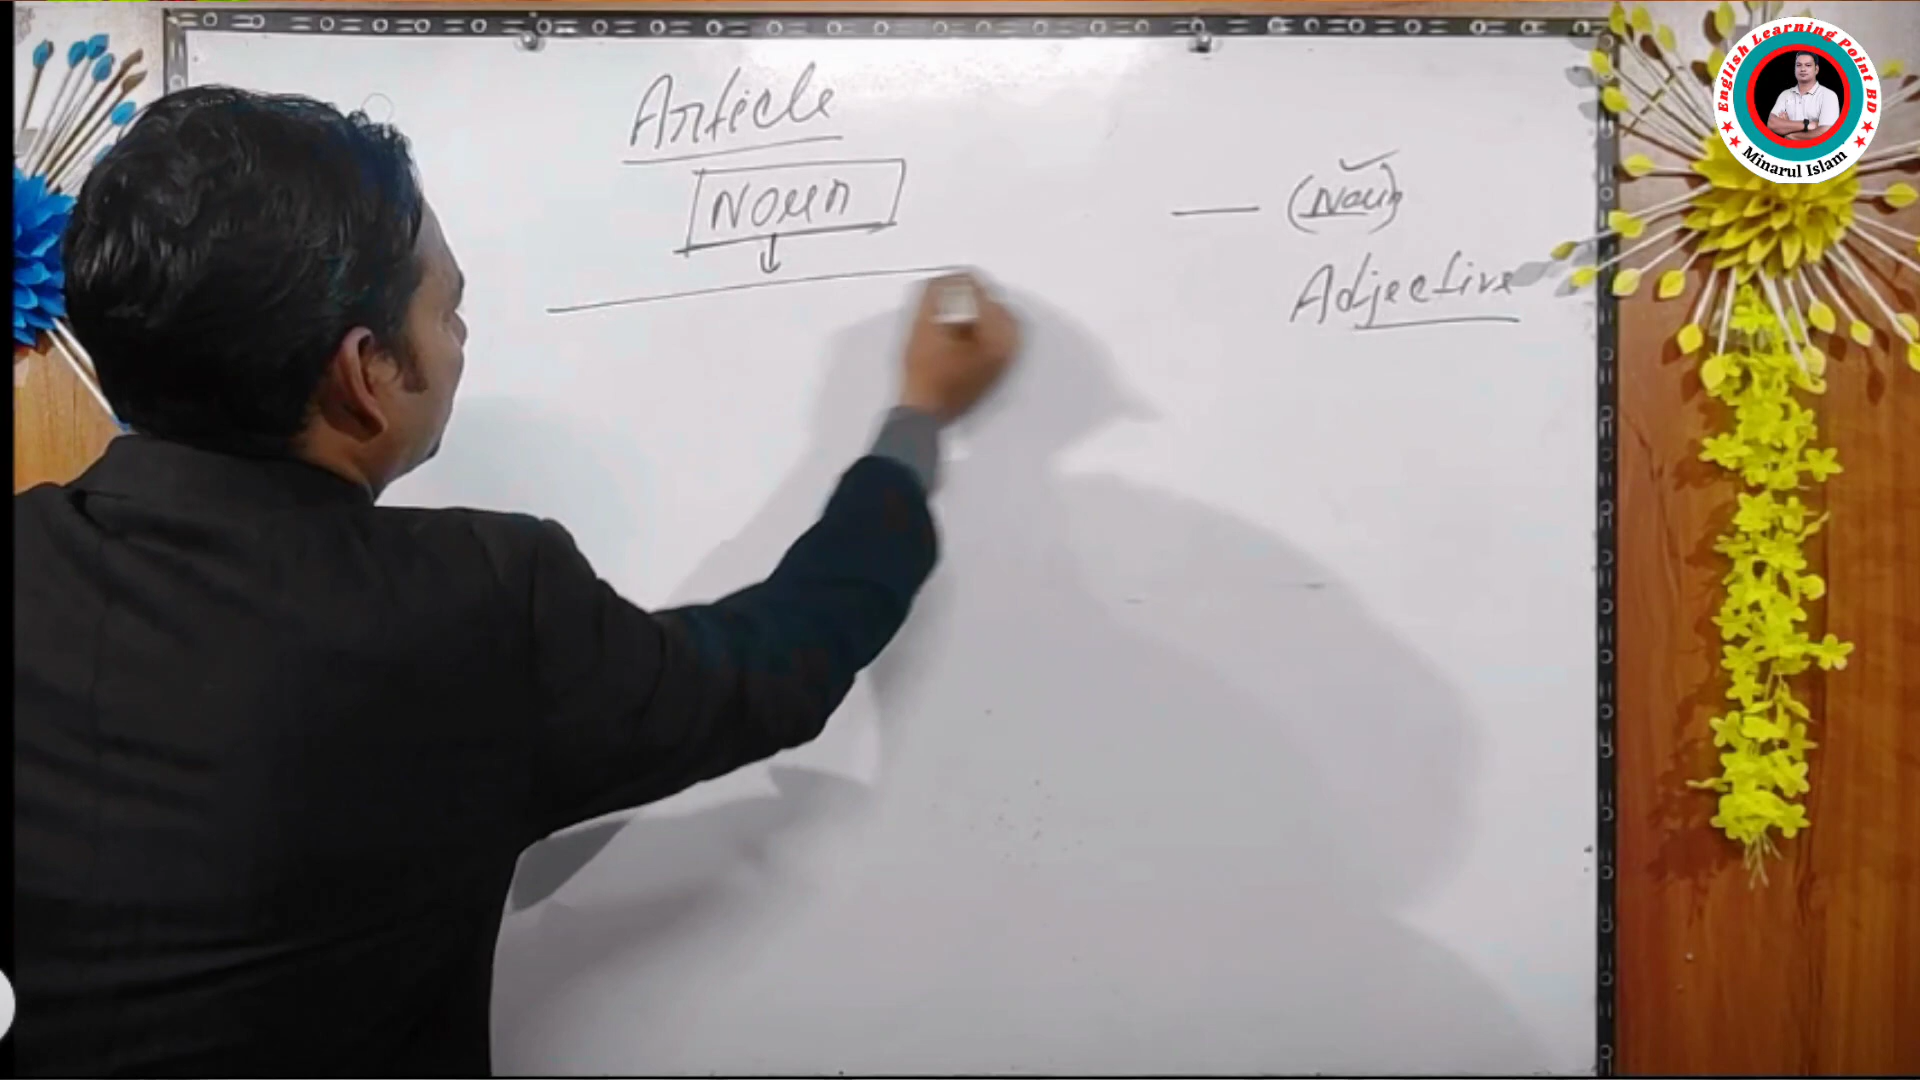 Article
Noun
(Noun)
Adjective
English Learning Point BD
Minarul Islam